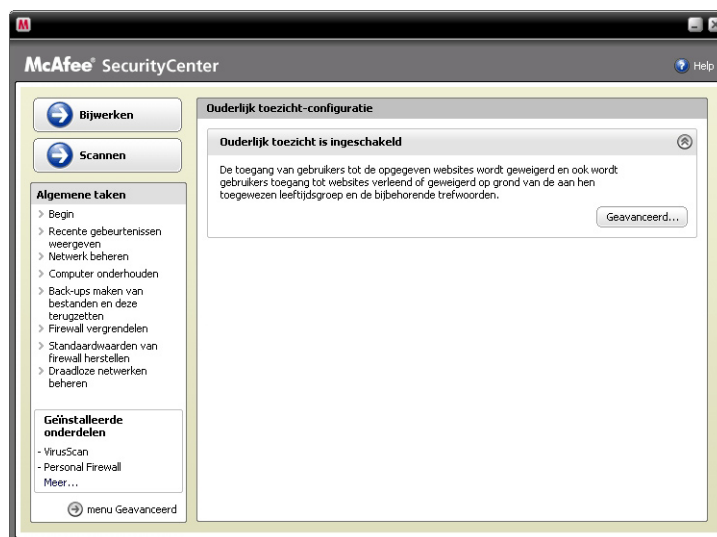 McAfee® SecurityCenter
Help
Bijwerken
Scannen
Algemene taken
Begin
Recente gebeurtenissen
weergeven
Netwerk beheren
Computer onderhouden
Back-ups maken van
bestanden en deze
terugzetten
Firewall vergrendelen
Standaardwaarden van
firewall herstellen
Draadloze netwerken
beheren
Geïnstalleerde
onderdelen
- VirusScan
- Personal Firewall
Meer...
menu Geavanceerd
Ouderlijk toezicht-configuratie
Ouderlijk toezicht is ingeschakeld
De toegang van gebruikers tot de opgegeven websites wordt geweigerd en ook wordt
gebruikers toegang tot websites verleend of geweigerd op grond van de aan hen
toegewezen leeftijdsgroep en de bijbehorende trefwoorden.
Geavanceerd...